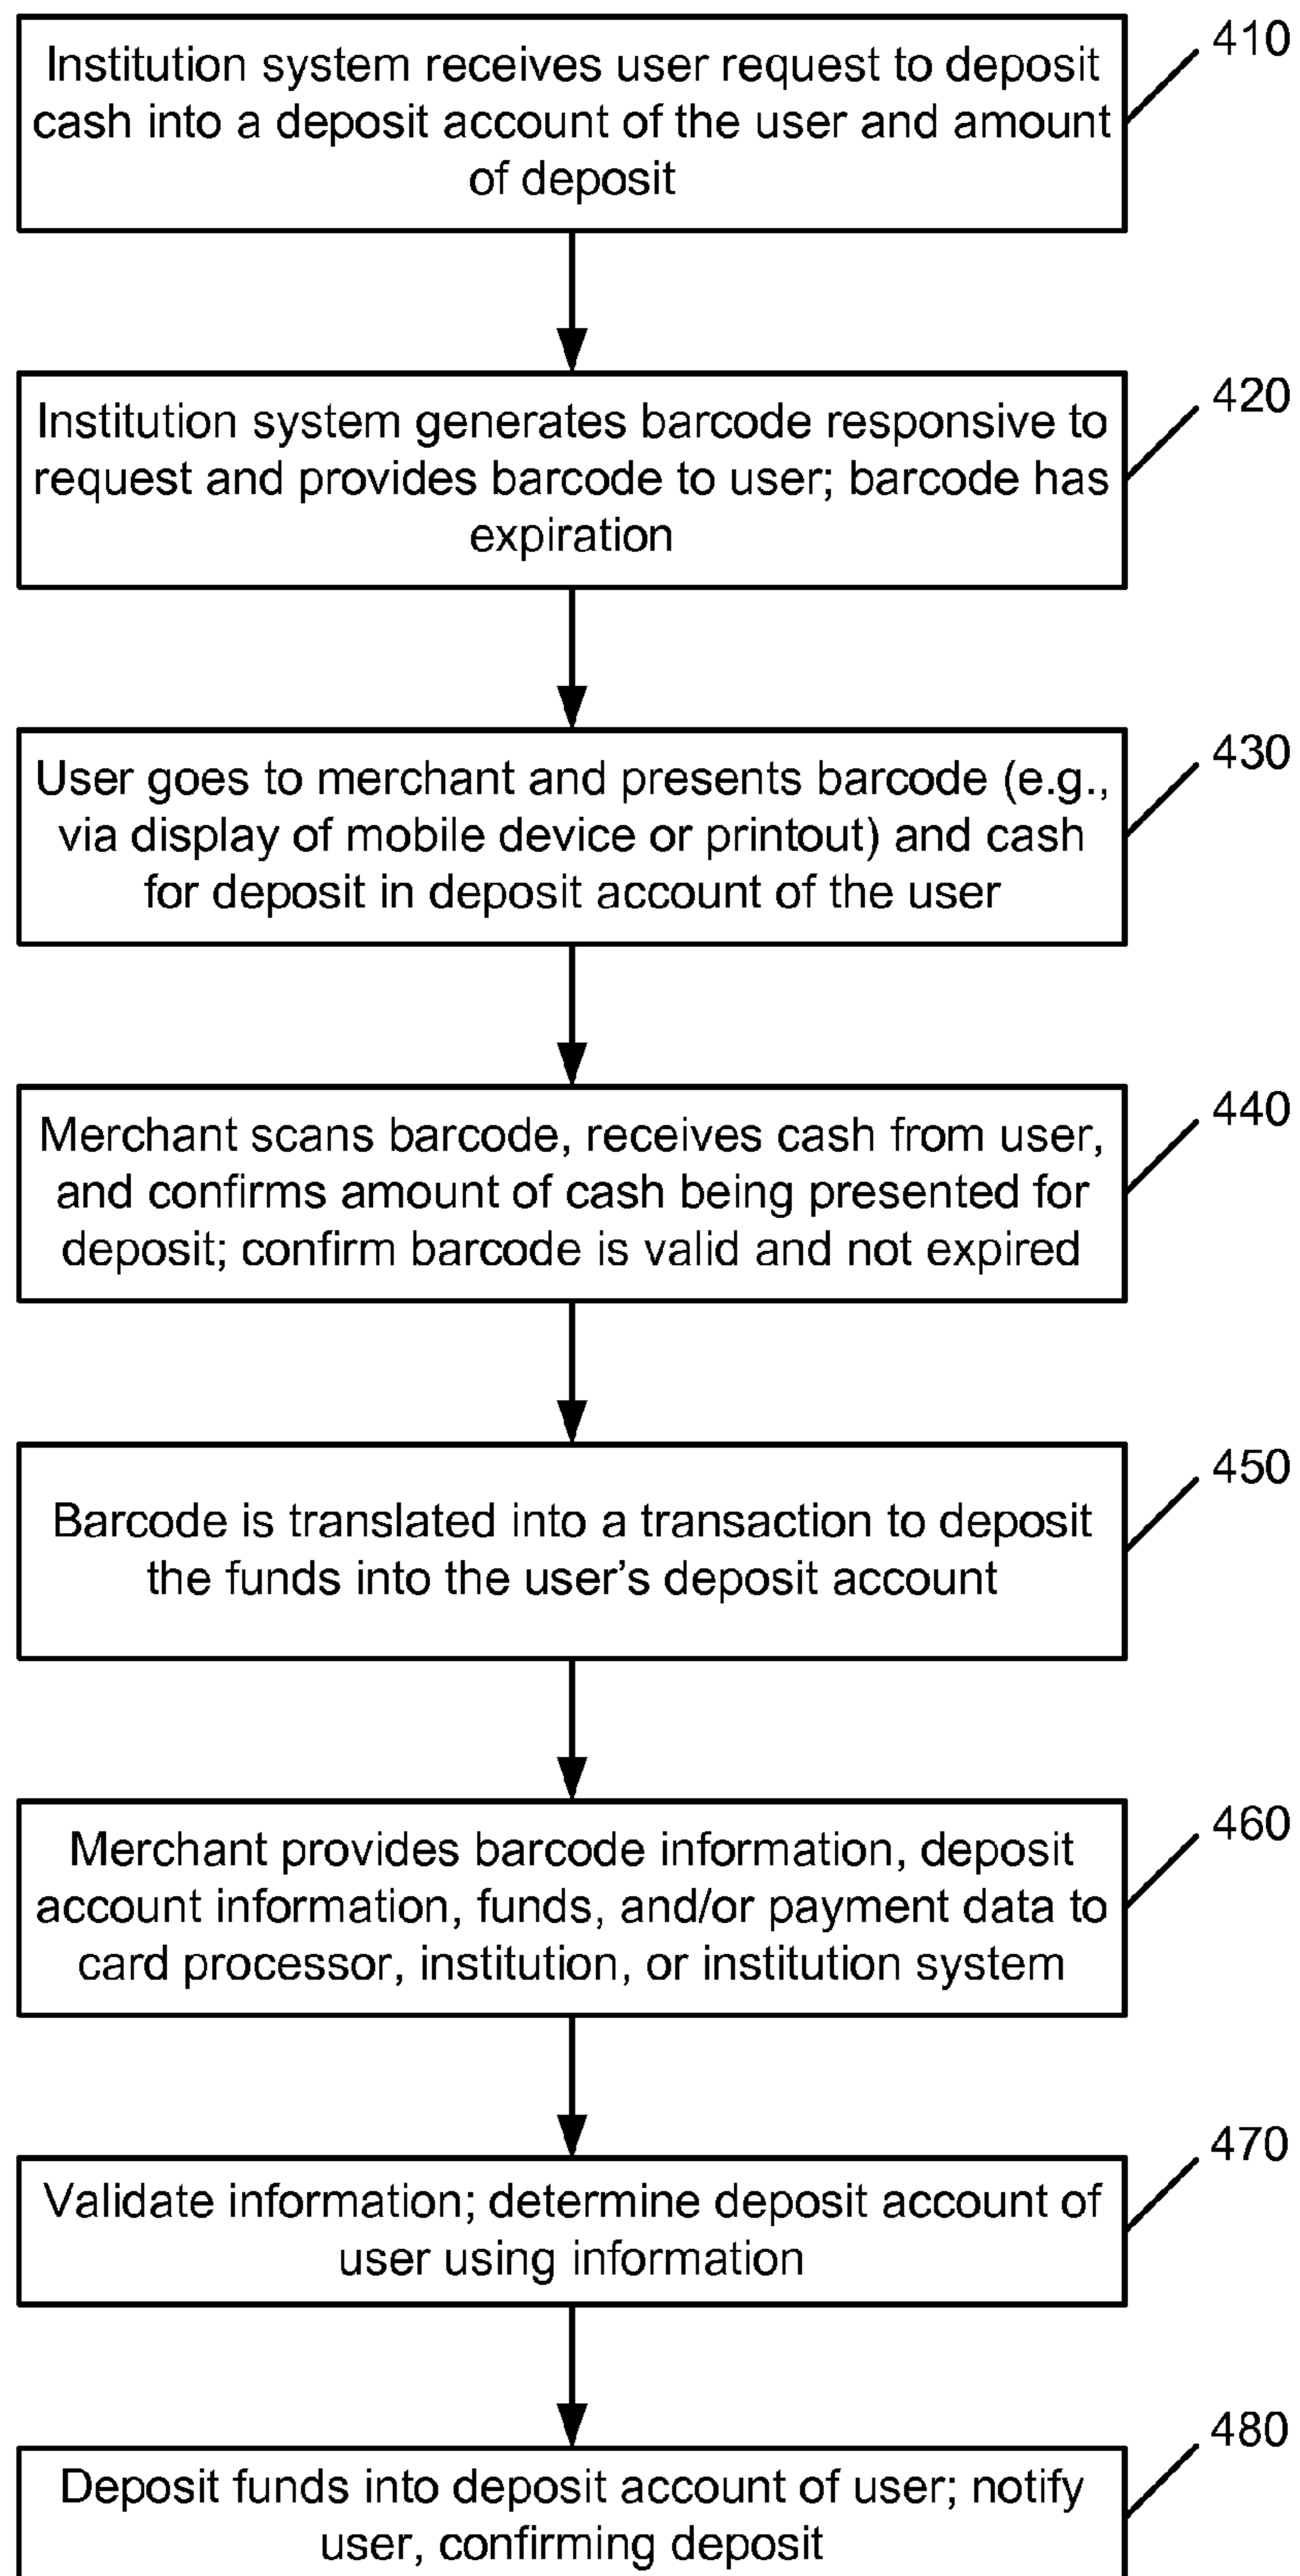 410
Institution system receives user request to deposit
cash into a deposit account of the user and amount
of deposit
420
Institution system generates barcode responsive to
request and provides barcode to user; barcode has
expiration
430
User goes to merchant and presents barcode (e.g.,
via display of mobile device or printout) and cash
for deposit in deposit account of the user
440
Merchant scans barcode, receives cash from user,
and confirms amount of cash being presented for
deposit; confirm barcode is valid and not expired
450
Barcode is translated into a transaction to deposit
the funds into the user's deposit account
460
Merchant provides barcode information, deposit
account information, funds, and/or payment data to
card processor, institution, or institution system
470
Validate information; determine deposit account of
user using information
480
Deposit funds into deposit account of user; notify
user, confirming deposit